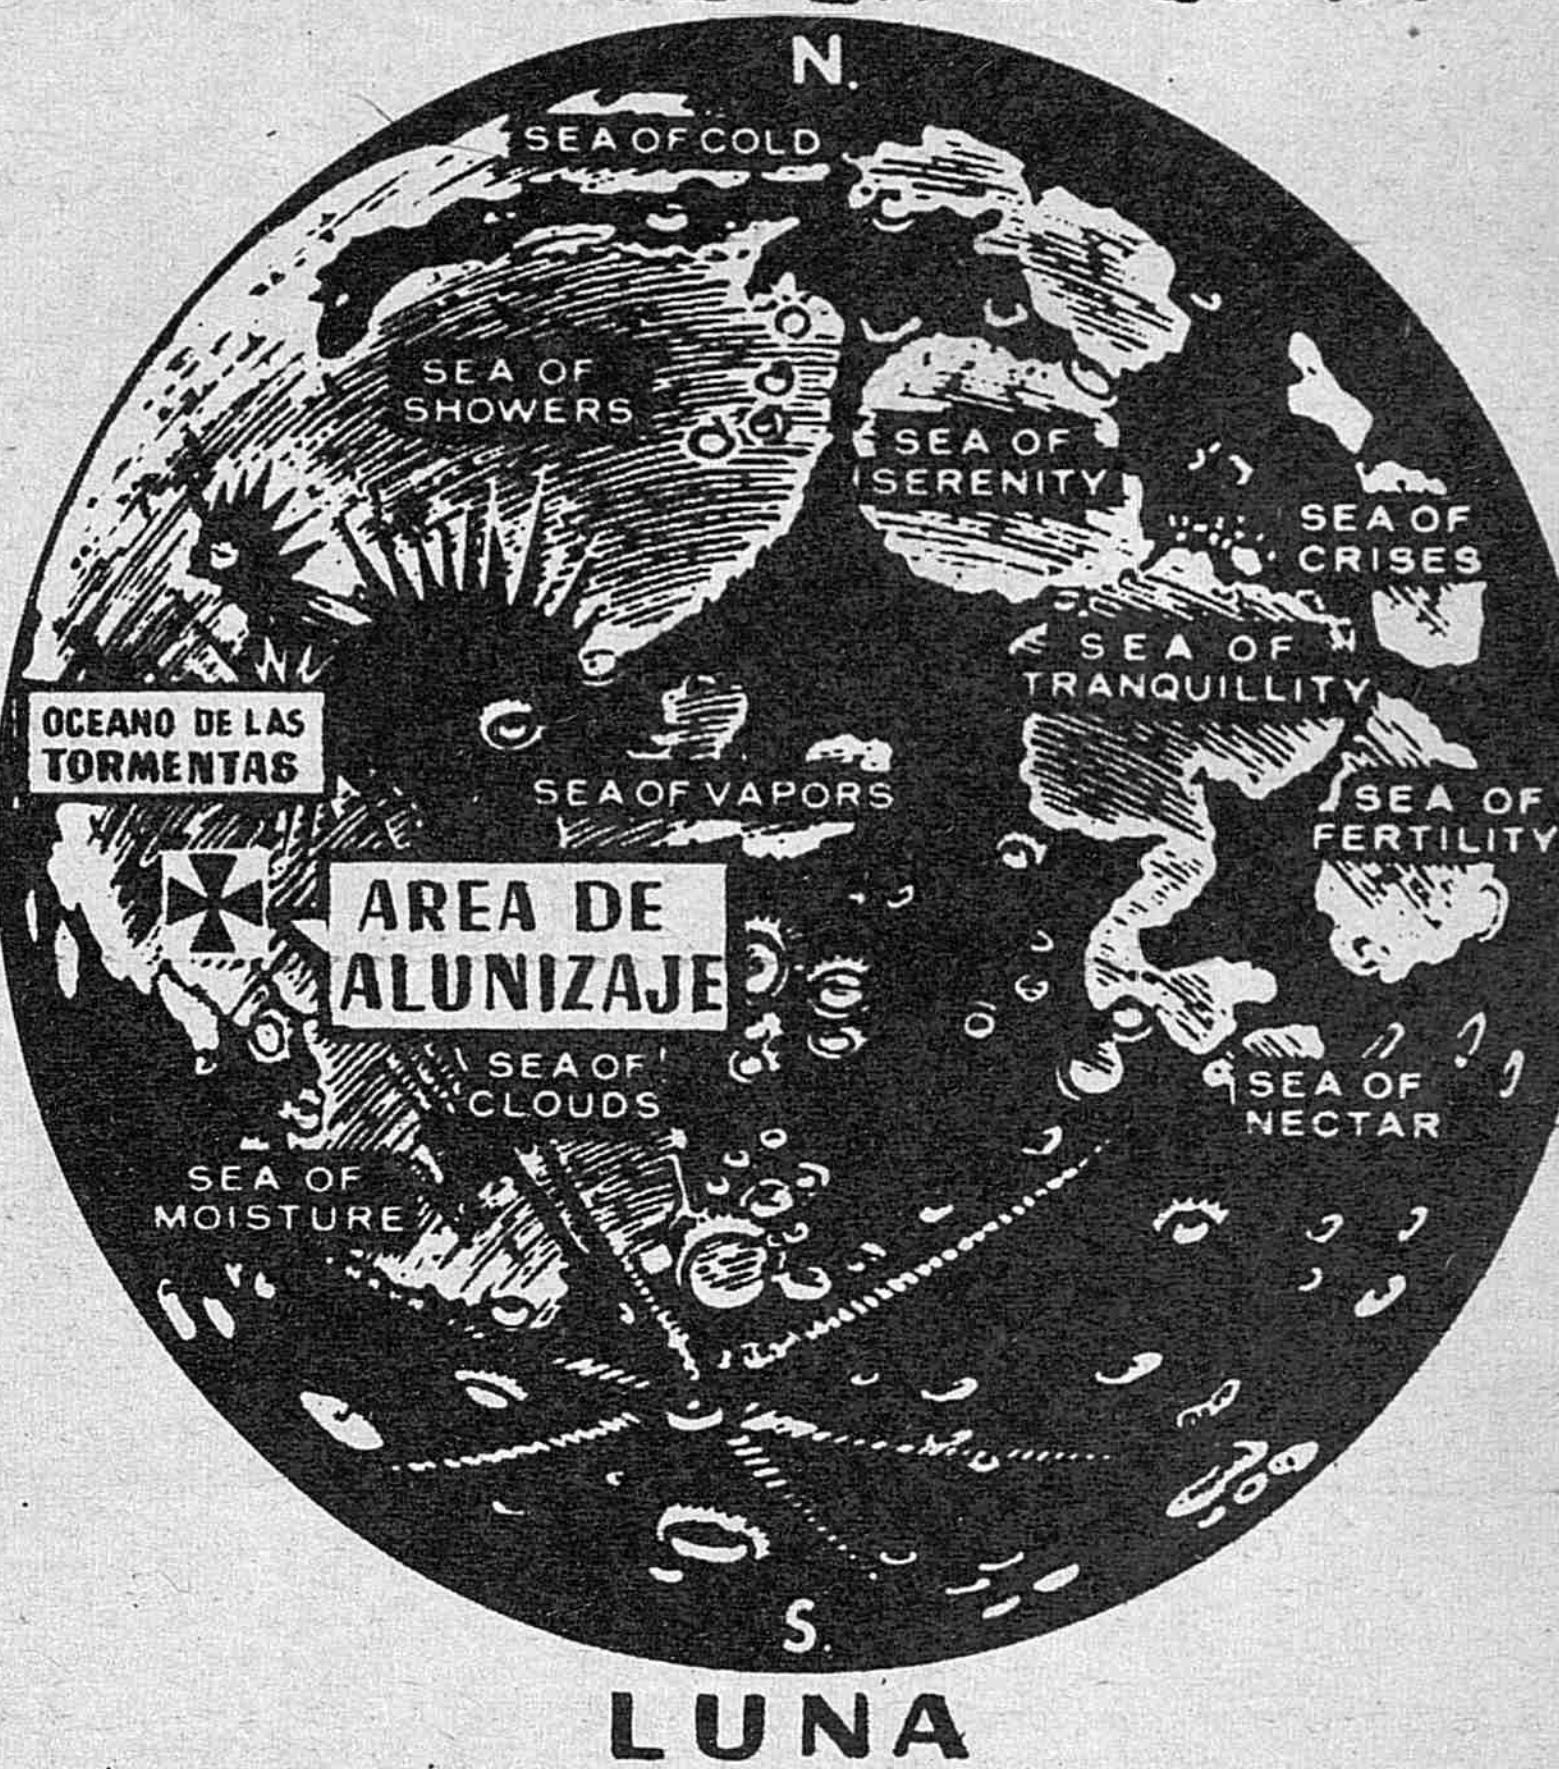 N.
SEA OF COLD
SEA OF
SHOWERS
SEA OF
SERENITY
SEA OF
CRISES
SEA OF
TRANQUILLITY
OCEANO DE LAS
TORMENTAS
SEA OF VAPORS
SEA OF
FERTILITY
AREA DE
ALUNIZAJE
SEA OF
CLOUDS
SEA OF
NECTAR
SEA OF
MOISTURE
S.
LUNA